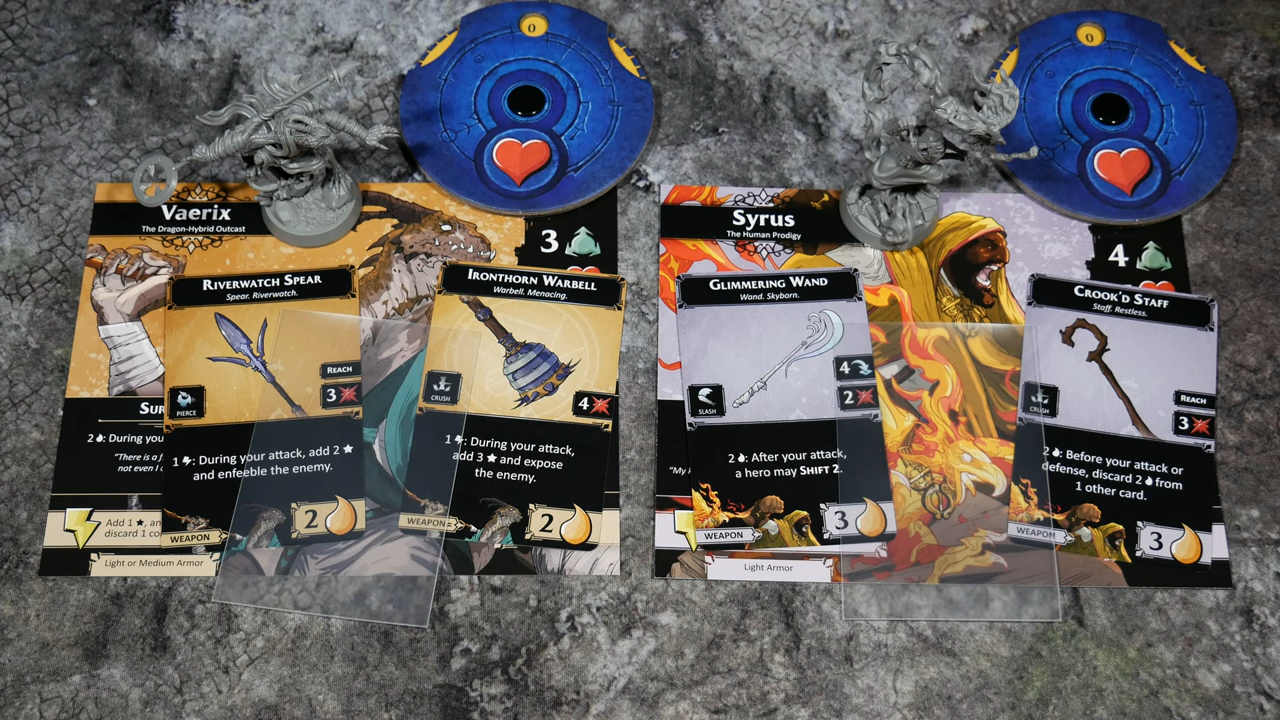 0
0
Vaerix
The Dragon-Hybrid Outcast
3
Riverwatch Spear
Spear. Riverwatch.
REACH
3
PIERCE
1 : During your attack, add 2
and enfeeble the enemy.
WEAPON
2
Ironthorn Warbell
Warbell. Menacing.
CRUSH
4
1 : During your attack,
add 3 and expose
the enemy.
WEAPON
2
2 : During you
"There is a
not even I
Add 1 , an
discard 1
Light or Medium Armor
Syrus
The Human Prodigy
4
Glimmering Wand
Wand. Skyborn.
4
2
SLASH
2 : After your attack,
a hero may SHIFT 2.
WEAPON
3
Crook'd Staff
Staff. Restless.
REACH
3
CRUSH
2 : Before your attack or
defense, discard 2 from
1 other card.
WEAPON
3
Light Armor